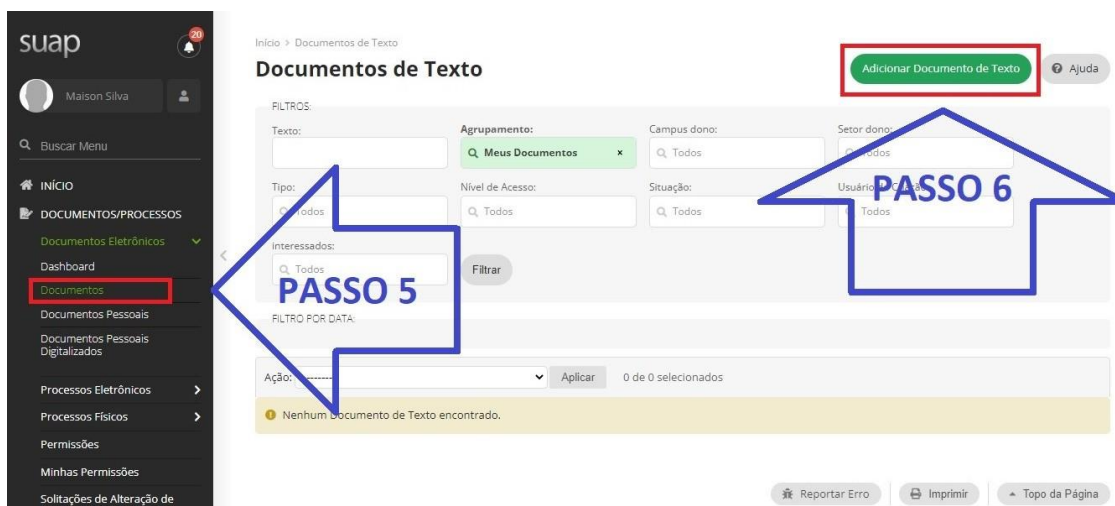 suap
20
Maison Silva
Buscar Menu
INÍCIO
DOCUMENTOS/PROCESSOS
Documentos Eletrônicos
Dashboard
Documentos
Documentos Pessoais
Documentos Pessoais
Digitalizados
Processos Eletrônicos
Processos Físicos
Permissões
Minhas Permissões
Solitações de Alteração de
Início > Documentos de Texto
Documentos de Texto
Adicionar Documento de Texto
Ajuda
FILTROS:
Texto:
Agrupamento:
Campus dono:
Setor dono:
Meus Documentos x
Todos
Todos
Tipo:
Nível de Acesso:
Situação:
Usuário de Criação:
Todos
Todos
Todos
Todos
PASSO 6
Interessados:
Todos
Filtrar
PASSO 5
FILTRO POR DATA:
Ação: ---------
Aplicar
0 de 0 selecionados
Nenhum Documento de Texto encontrado.
Reportar Erro
Imprimir
Topo da Página